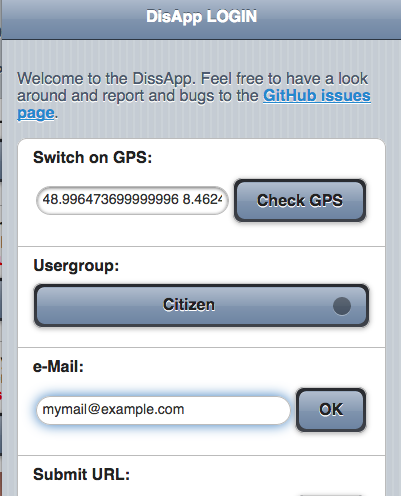 DisApp LOGIN
Welcome to the DissApp. Feel free to have a look
around and report and bugs to the GitHub issues
page.
Switch on GPS:
48.996473699999996 8.4624
Check GPS
Usergroup:
Citizen
e-Mail:
mymail@example.com
OK
Submit URL: